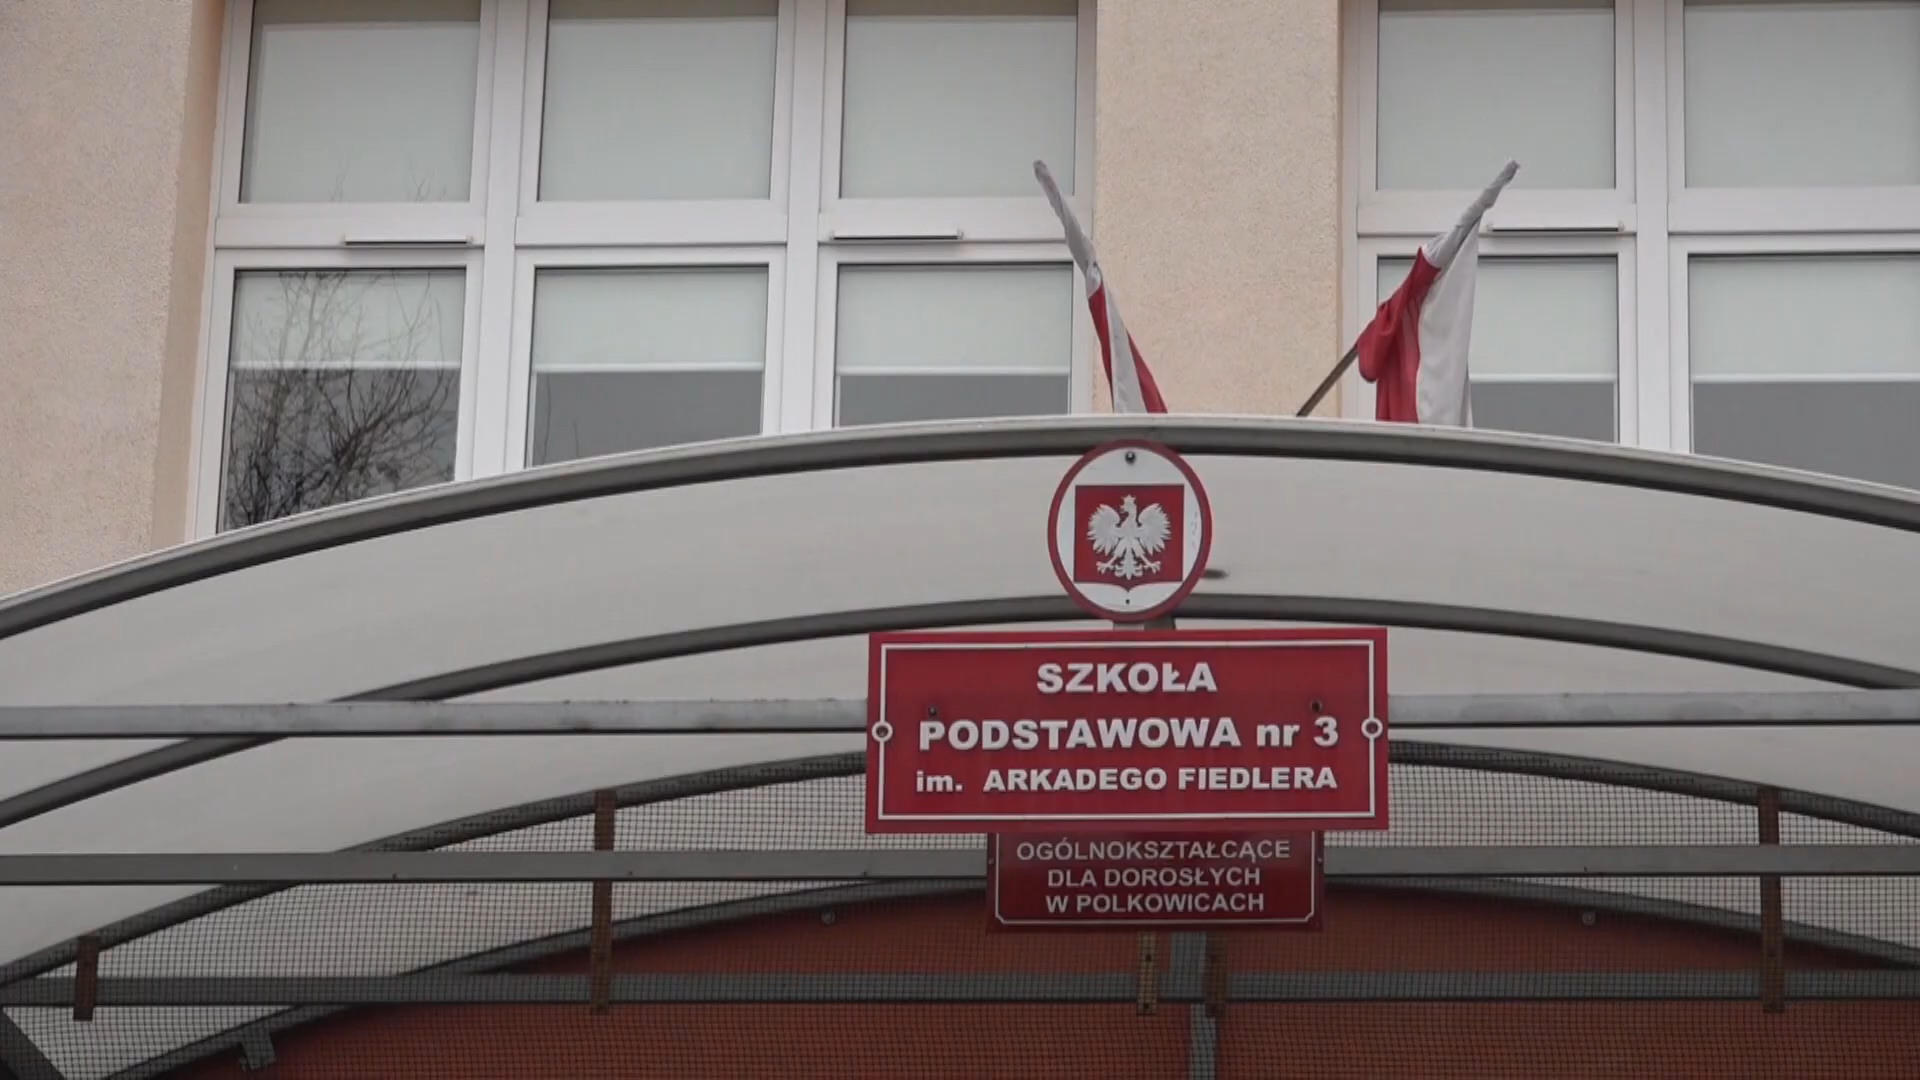 SZKOŁA
PODSTAWOWA nr 3
im. ARKADEGO FIEDLERA
OGÓLNOKSZTAŁCĄCE
DLA DOROSŁYCH
W POLKOWICACH